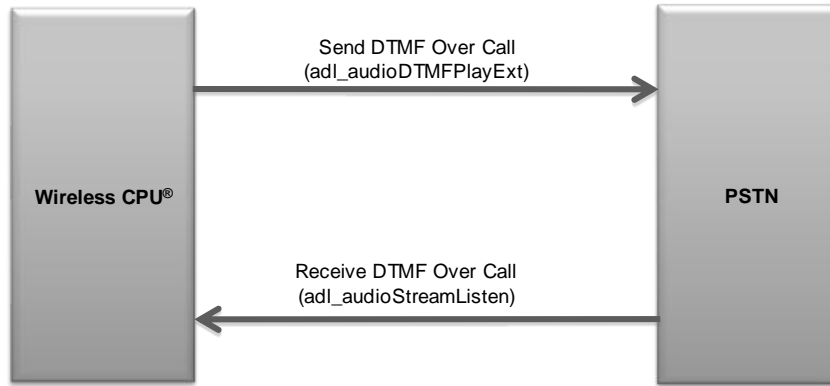 Send DTMF Over Call
(adl_audioDTMFPlayExt)
Wireless CPU®
PSTN
Receive DTMF Over Call
(adl_audioStreamListen)